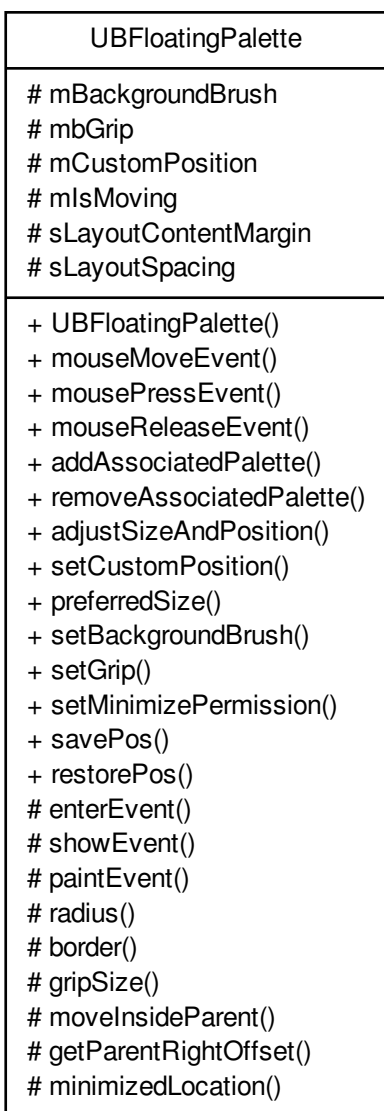 UBFloatingPalette
# mBackgroundBrush
# mbGrip
# mCustomPosition
# mIsMoving
# sLayoutContentMargin
# sLayoutSpacing
+ UBFloatingPalette()
+ mouseMoveEvent()
+ mousePressEvent()
+ mouseReleaseEvent()
+ addAssociatedPalette()
+ removeAssociatedPalette()
+ adjustSizeAndPosition()
+ setCustomPosition()
+ preferredSize()
+ setBackgroundBrush()
+ setGrip()
+ setMinimizePermission()
+ savePos()
+ restorePos()
# enterEvent()
# showEvent()
# paintEvent()
# radius()
# border()
# gripSize()
# moveInsideParent()
# getParentRightOffset()
# minimizedLocation()